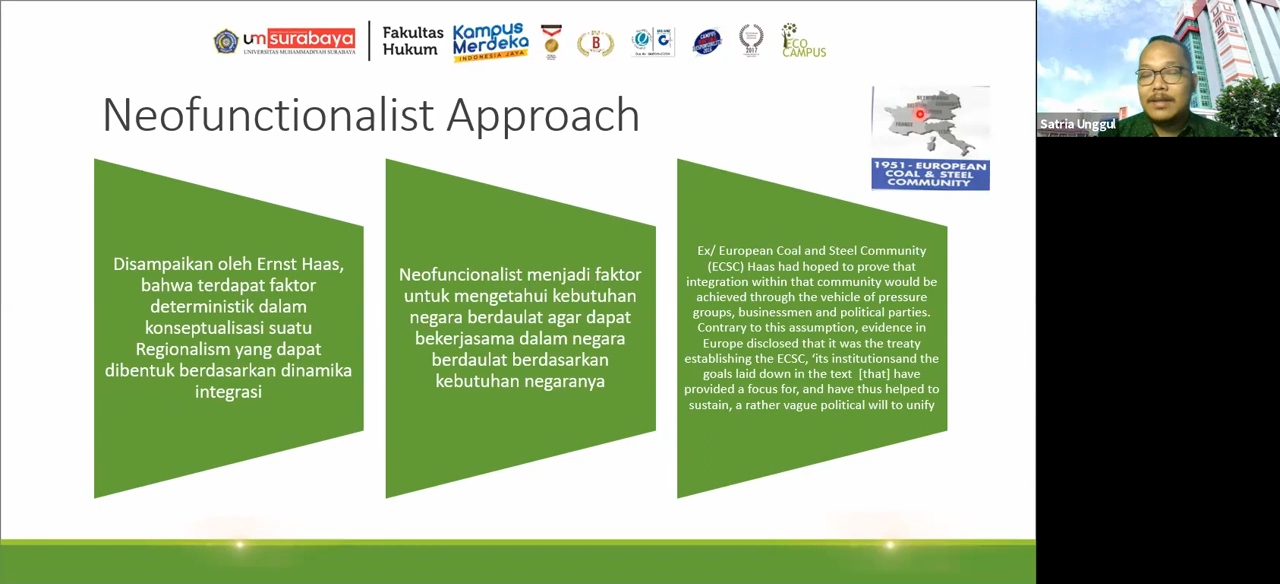 um surabaya
UNIVERSITAS MUHAMMADIYAH SURABAYA
Fakultas
Hukum
Kampus
Merdeka
INDONESIA JAYA
B
2017
ECO
CAMPUS
Neofunctionalist Approach
FRANCE
1951 - EUROPEAN
COAL & STEEL
COMMUNITY
Satria Unggul
Disampaikan oleh Ernst Haas,
bahwa terdapat faktor
deterministik dalam
konseptualisasi suatu
Regionalism yang dapat
dibentuk berdasarkan dinamika
integrasi
Neofuncionalist menjadi faktor
untuk mengetahui kebutuhan
negara berdaulat agar dapat
bekerjasama dalam negara
berdaulat berdasarkan
kebutuhan negaranya
Ex/ European Coal and Steel Community
(ECSC) Haas had hoped to prove that
integration within that community would be
achieved through the vehicle of pressure
groups, businessmen and political parties.
Contrary to this assumption, evidence in
Europe disclosed that it was the treaty
establishing the ECSC, ‘its institutionsand the
goals laid down in the text [that] have
provided a focus for, and have thus helped to
sustain, a rather vague political will to unify